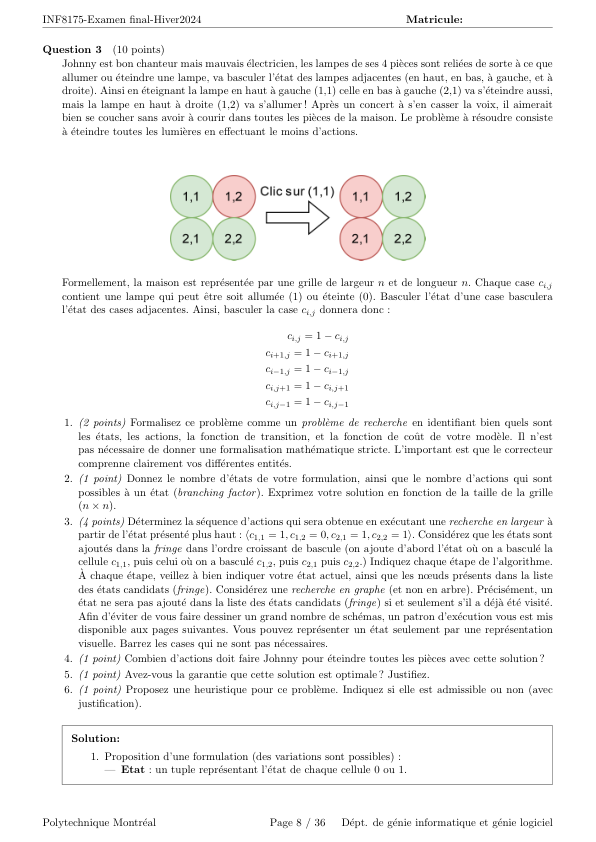 INF8175-Examen final-Hiver2024 Matricule:
Question 3 (10 points)
Johnny est bon chanteur mais mauvais électricien, les lampes de ses 4 pièces sont reliées de sorte à ce que
allumer ou éteindre une lampe, va basculer l'état des lampes adjacentes (en haut, en bas, à gauche, et à
droite). Ainsi en éteignant la lampe en haut à gauche (1,1) celle en bas à gauche (2,1) va s'éteindre aussi,
mais la lampe en haut à droite (1,2) va s'allumer ! Après un concert à s'en casser la voix, il aimerait
bien se coucher sans avoir à courir dans toutes les pièces de la maison. Le problème à résoudre consiste
à éteindre toutes les lumières en effectuant le moins d'actions.
1,1 1,2 Clic sur (1,1) 1,1 1,2
2,1 2,2 2,1 2,2
Formellement, la maison est représentée par une grille de largeur n et de longueur n. Chaque case c_{i,j}
contient une lampe qui peut être soit allumée (1) ou éteinte (0). Basculer l'état d'une case basculera
l'état des cases adjacentes. Ainsi, basculer la case c_{i,j} donnera donc :
c_{i,j} = 1 − c_{i,j}
c_{i+1,j} = 1 − c_{i+1,j}
c_{i−1,j} = 1 − c_{i−1,j}
c_{i,j+1} = 1 − c_{i,j+1}
c_{i,j−1} = 1 − c_{i,j−1}
1. (2 points) Formalisez ce problème comme un problème de recherche en identifiant bien quels sont
les états, les actions, la fonction de transition, et la fonction de coût de votre modèle. Il n'est
pas nécessaire de donner une formalisation mathématique stricte. L'important est que le correcteur
comprenne clairement vos différentes entités.
2. (1 point) Donnez le nombre d'états de votre formulation, ainsi que le nombre d'actions qui sont
possibles à un état (branching factor). Exprimez votre solution en fonction de la taille de la grille
(n × n).
3. (4 points) Déterminez la séquence d'actions qui sera obtenue en exécutant une recherche en largeur à
partir de l'état présenté plus haut : ⟨c_{1,1} = 1, c_{1,2} = 0, c_{2,1} = 1, c_{2,2} = 1⟩. Considérez que les états sont
ajoutés dans la fringe dans l'ordre croissant de bascule (on ajoute d'abord l'état où on a basculé la
cellule c_{1,1}, puis celui où on a basculé c_{1,2}, puis c_{2,1} puis c_{2,2}.) Indiquez chaque étape de l'algorithme.
À chaque étape, veillez à bien indiquer votre état actuel, ainsi que les nœuds présents dans la liste
des états candidats (fringe). Considérez une recherche en graphe (et non en arbre). Précisément, un
état ne sera pas ajouté dans la liste des états candidats (fringe) si et seulement s'il a déjà été visité.
Afin d'éviter de vous faire dessiner un grand nombre de schémas, un patron d'exécution vous est mis
disponible aux pages suivantes. Vous pouvez représenter un état seulement par une représentation
visuelle. Barrez les cases qui ne sont pas nécessaires.
4. (1 point) Combien d'actions doit faire Johnny pour éteindre toutes les pièces avec cette solution ?
5. (1 point) Avez-vous la garantie que cette solution est optimale ? Justifiez.
6. (1 point) Proposez une heuristique pour ce problème. Indiquez si elle est admissible ou non (avec
justification).
Solution:
1. Proposition d'une formulation (des variations sont possibles) :
— Etat : un tuple représentant l'état de chaque cellule 0 ou 1.
Polytechnique Montréal Page 8 / 36 Dépt. de génie informatique et génie logiciel